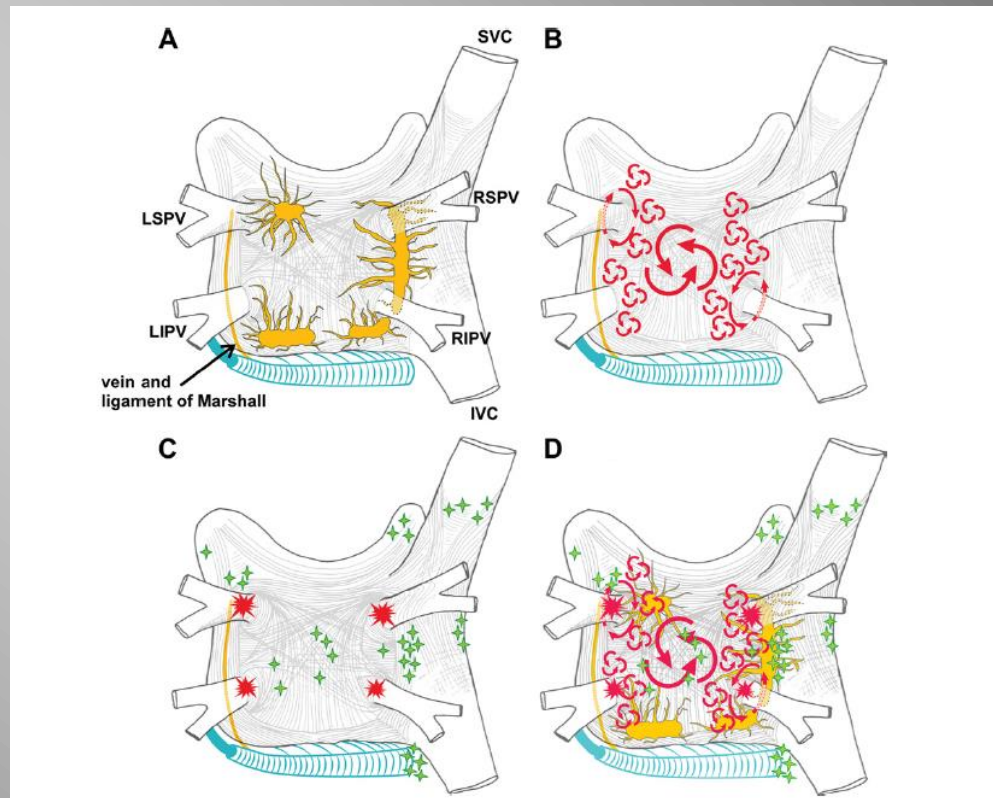 A
SVC
B
LSPV
RSPV
LIPV
RIPV
vein and
ligament of Marshall
IVC
C
D